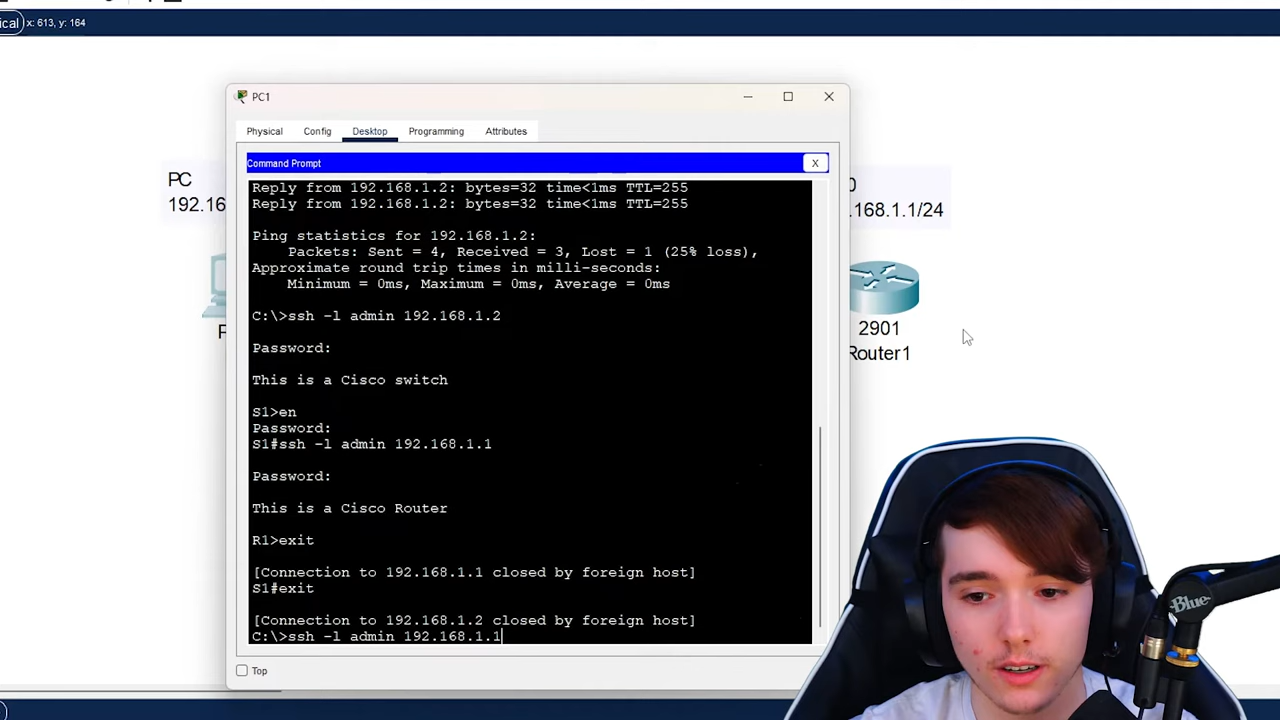 ical x: 613, y: 164
PC1
Physical Config Desktop Programming Attributes
Command Prompt X
PC
192.16
0
.168.1.1/24
P
2901
Router1
Reply from 192.168.1.2: bytes=32 time<1ms TTL=255
Reply from 192.168.1.2: bytes=32 time<1ms TTL=255
Ping statistics for 192.168.1.2:
Packets: Sent = 4, Received = 3, Lost = 1 (25% loss),
Approximate round trip times in milli-seconds:
Minimum = 0ms, Maximum = 0ms, Average = 0ms
C:\>ssh -l admin 192.168.1.2
Password:
This is a Cisco switch
S1>en
Password:
S1#ssh -l admin 192.168.1.1
Password:
This is a Cisco Router
R1>exit
[Connection to 192.168.1.1 closed by foreign host]
S1#exit
[Connection to 192.168.1.2 closed by foreign host]
C:\>ssh -l admin 192.168.1.1
Top
Blue